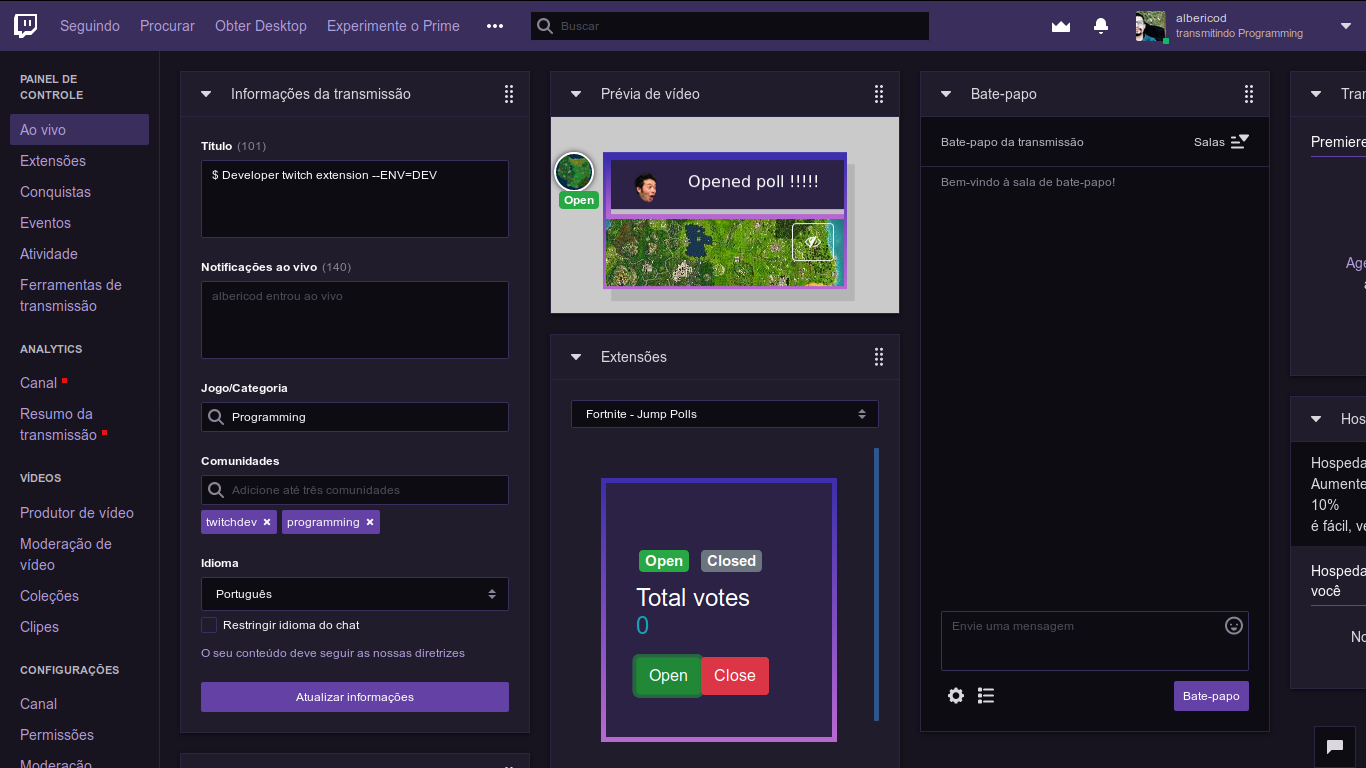 Seguindo Procurar Obter Desktop Experimente o Prime Buscar
albericod
transmitindo Programming
PAINEL DE
CONTROLE
Ao vivo
Extensões
Conquistas
Eventos
Atividade
Ferramentas de
transmissão
ANALYTICS
Canal
Resumo da
transmissão
VÍDEOS
Produtor de vídeo
Moderação de
vídeo
Coleções
Clipes
CONFIGURAÇÕES
Canal
Permissões
Moderação
Informações da transmissão
Título (101)
$ Developer twitch extension --ENV=DEV
Notificações ao vivo (140)
albericod entrou ao vivo
Jogo/Categoria
Programming
Comunidades
Adicione até três comunidades
twitchdev × programming ×
Idioma
Português
Restringir idioma do chat
O seu conteúdo deve seguir as nossas diretrizes
Atualizar informações
Prévia de vídeo
Opened poll !!!!!
Open
Extensões
Fortnite - Jump Polls
Open Closed
Total votes
0
Open Close
Bate-papo
Bate-papo da transmissão Salas
Bem-vindo à sala de bate-papo!
Envie uma mensagem
Bate-papo
Tran
Premiere
Age
Hos
Hospeda
Aumente
10%
é fácil, ve
Hospeda
você
No